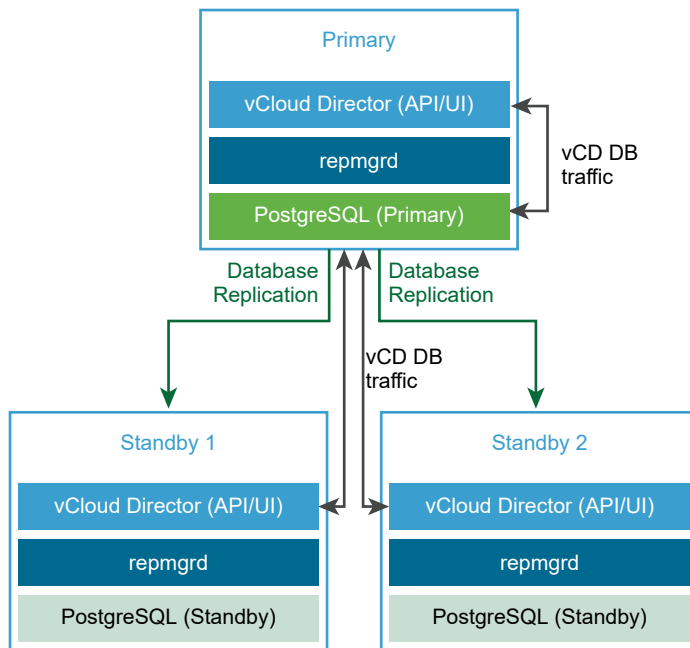 Primary
vCloud Director (API/UI)
repmgrd
PostgreSQL (Primary)
vCD DB
traffic
Database
Replication
Database
Replication
vCD DB
traffic
Standby 1
vCloud Director (API/UI)
repmgrd
PostgreSQL (Standby)
Standby 2
vCloud Director (API/UI)
repmgrd
PostgreSQL (Standby)